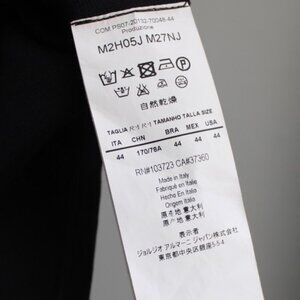 COM.PS07-20132-70048-44
Produzione
M2H05J M27NJ
自然乾燥
TAGLIA TAMANHO TALLA SIZE
ITA CHN BRA MEX USA
44 170/78A 44 44 44
RN#103723 CA#37360
Made in Italy
Fabriqué en Italie
Hecho En Italia
Origem Italia
原产地 意大利
原産地 意大利
表示者
ジョルジオ アルマーニ ジャパン株式会社
東京都中央区銀座5-5-4